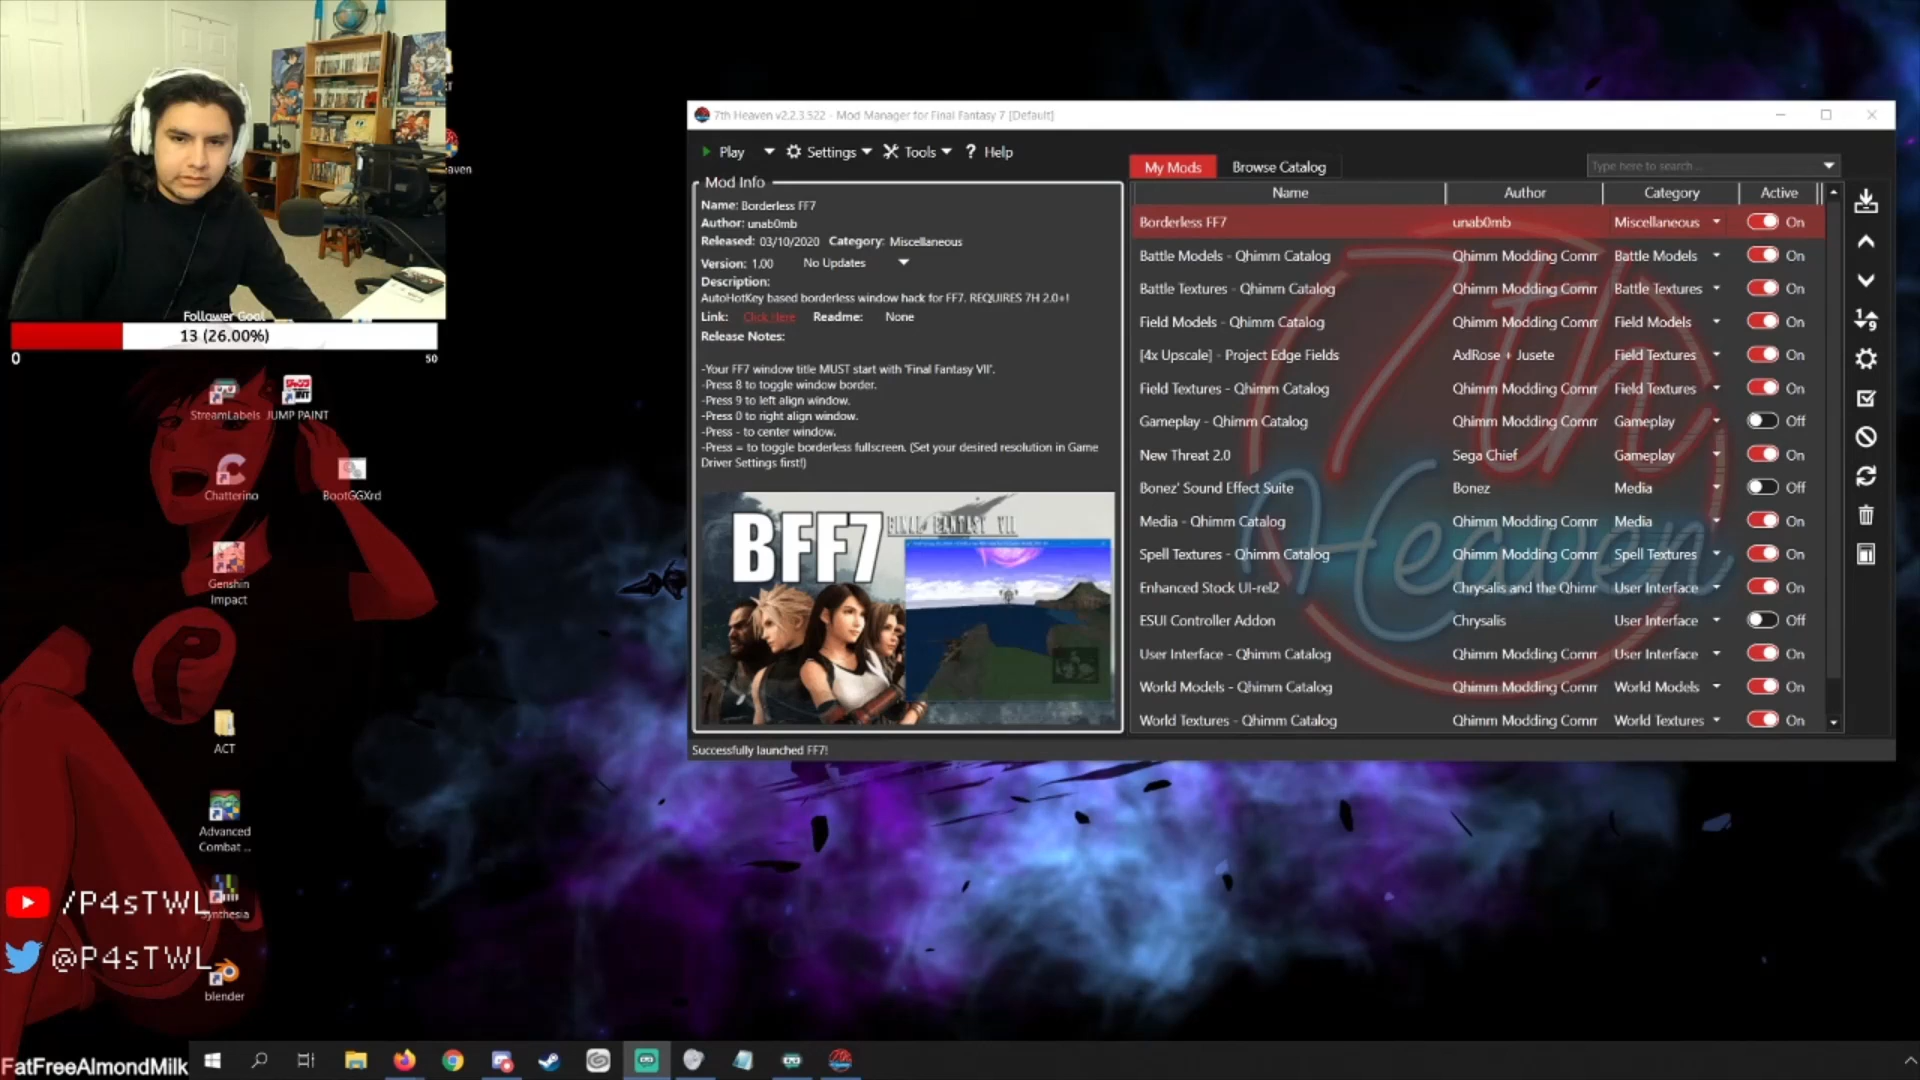 Follower Goal
13 (26.00%)
0
50
StreamLabels
JUMP PAINT
Chatterino
BootGGXrd
Genshin
Impact
ACT
Advanced
Combat ..
Synthesia
/P4sTWL
@P4sTWL
blender
FatFreeAlmondMilk
7th Heaven v2.2.3.522 - Mod Manager for Final Fantasy 7 [Default]
Play Settings Tools ? Help
My Mods Browse Catalog Type here to search...
Mod Info
Name: Borderless FF7
Author: unab0mb
Released: 03/10/2020 Category: Miscellaneous
Version: 1.00 No Updates
Description:
AutoHotKey based borderless window hack for FF7. REQUIRES 7H 2.0+!
Link: Click Here Readme: None
Release Notes:
-Your FF7 window title MUST start with 'Final Fantasy VII'.
-Press 8 to toggle window border.
-Press 9 to left align window.
-Press 0 to right align window.
-Press - to center window.
-Press = to toggle borderless fullscreen. (Set your desired resolution in Game
Driver Settings first!)
BFF7
FINAL FANTASY VII
Name Author Category Active
Borderless FF7 unab0mb Miscellaneous On
Battle Models - Qhimm Catalog Qhimm Modding Comm Battle Models On
Battle Textures - Qhimm Catalog Qhimm Modding Comm Battle Textures On
Field Models - Qhimm Catalog Qhimm Modding Comm Field Models On
[4x Upscale] - Project Edge Fields AxlRose + Jusete Field Textures On
Field Textures - Qhimm Catalog Qhimm Modding Comm Field Textures On
Gameplay - Qhimm Catalog Qhimm Modding Comm Gameplay Off
New Threat 2.0 Sega Chief Gameplay On
Bonez' Sound Effect Suite Bonez Media Off
Media - Qhimm Catalog Qhimm Modding Comm Media On
Spell Textures - Qhimm Catalog Qhimm Modding Comm Spell Textures On
Enhanced Stock UI-rel2 Chrysalis and the Qhimr User Interface On
ESUI Controller Addon Chrysalis User Interface Off
User Interface - Qhimm Catalog Qhimm Modding Comm User Interface On
World Models - Qhimm Catalog Qhimm Modding Comm World Models On
World Textures - Qhimm Catalog Qhimm Modding Comm World Textures On
7th
Heaven
Successfully launched FF7!